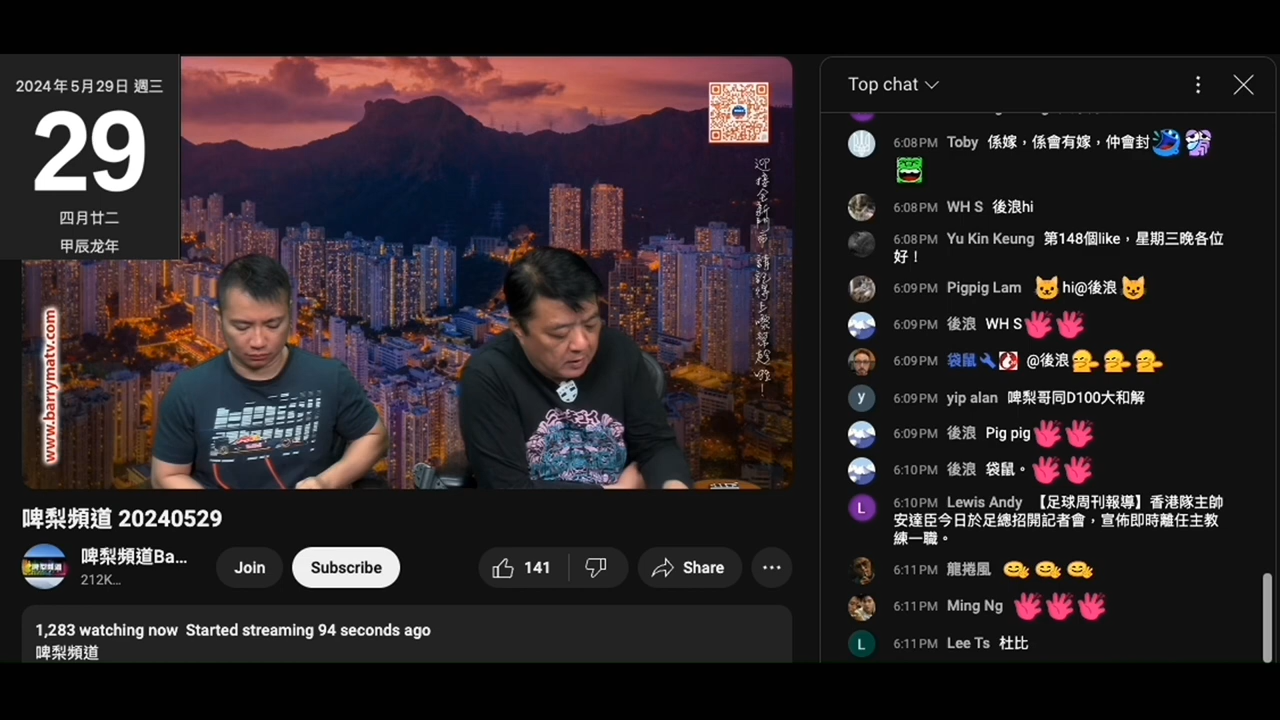 2024年5月29日 週三
29
四月廿二
甲辰龙年
www.barrymatv.com
啤梨頻道 20240529
啤梨頻道Ba...
212K...
Join
Subscribe
141
Share
1,283 watching now Started streaming 94 seconds ago
啤梨頻道
Top chat
6:08 PM Toby 係嫁，係會有嫁，仲會封
6:08 PM WH S 後浪hi
6:08 PM Yu Kin Keung 第148個like，星期三晚各位
好！
6:09 PM Pigpig Lam hi@後浪
6:09 PM 後浪 WH S
6:09 PM 袋鼠 @後浪
y
6:09 PM yip alan 啤梨哥同D100大和解
6:09 PM 後浪 Pig pig
6:10 PM 後浪 袋鼠。
L
6:10 PM Lewis Andy 【足球周刊報導】香港隊主帥
安達臣今日於足總招開記者會，宣佈即時離任主教
練一職。
6:11 PM 龍捲風
6:11 PM Ming Ng
L
6:11 PM Lee Ts 杜比